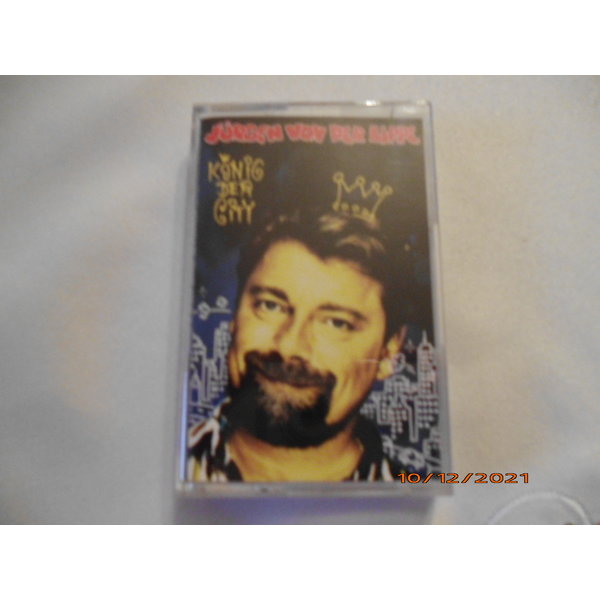 JÜRGEN VON DER LIPPE
KÖNIG
DER
CITY
10/12/2021